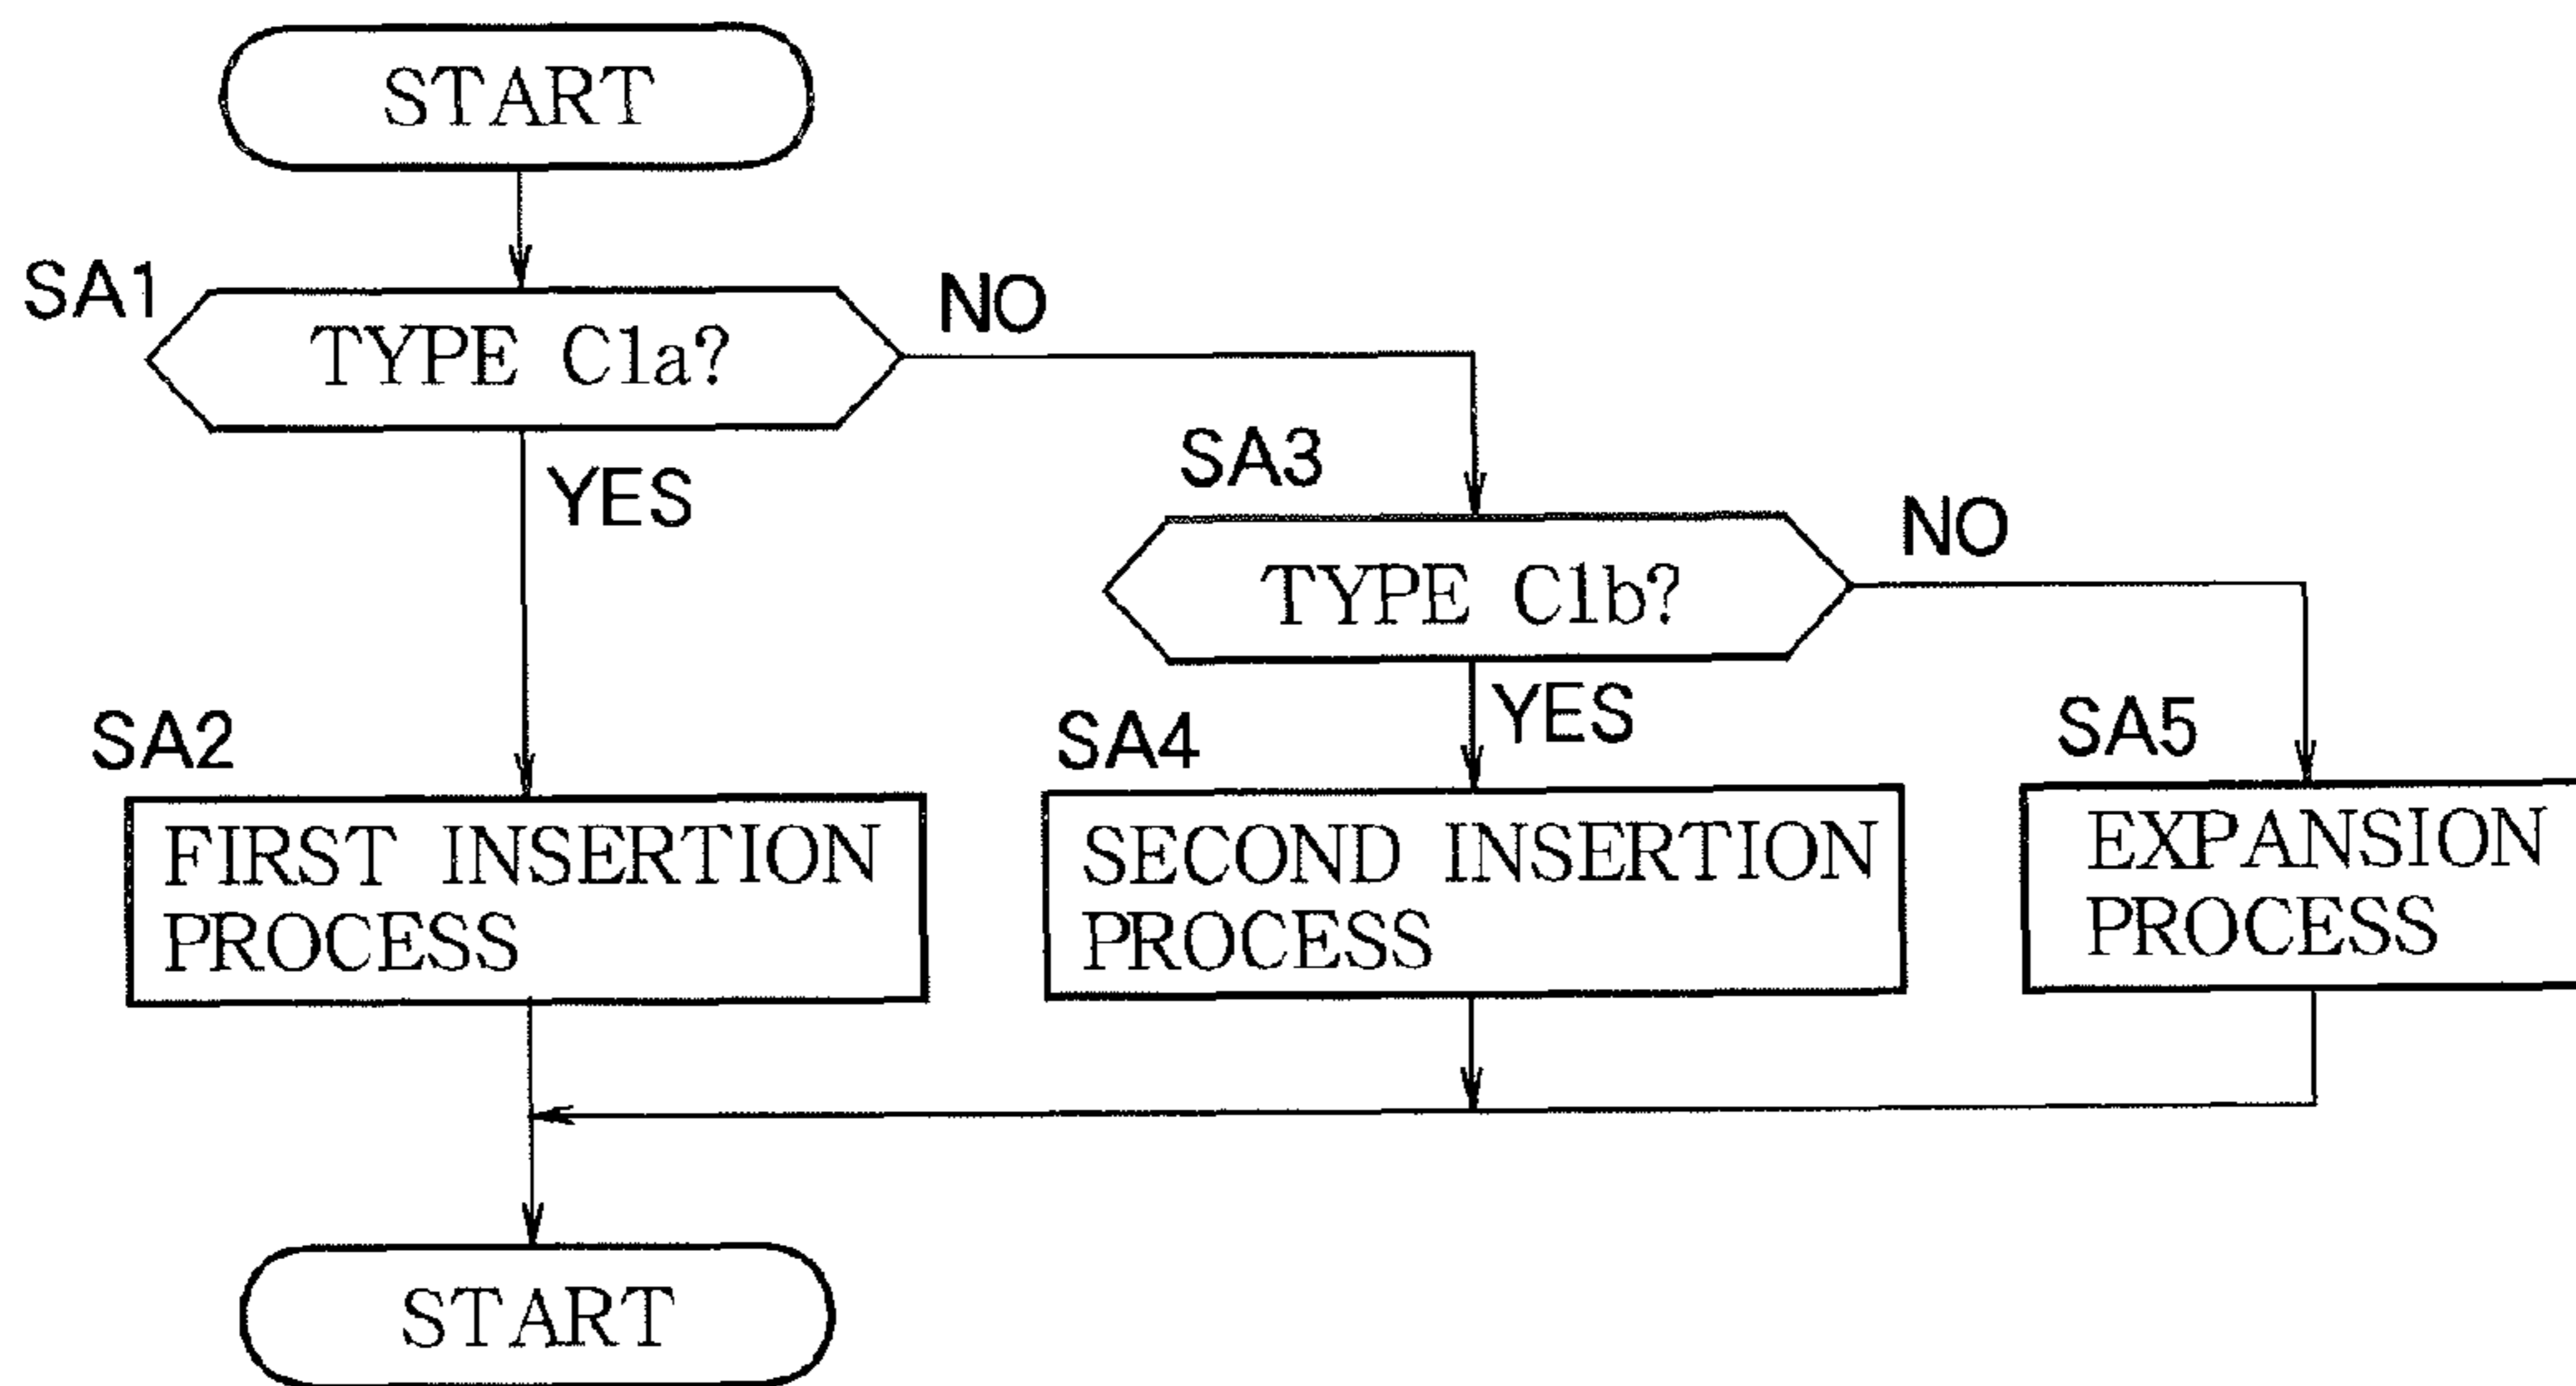 START
SA1
TYPE C1a?
NO
YES
SA3
TYPE C1b?
NO
YES
SA2
FIRST INSERTION
PROCESS
SA4
SECOND INSERTION
PROCESS
SA5
EXPANSION
PROCESS
START